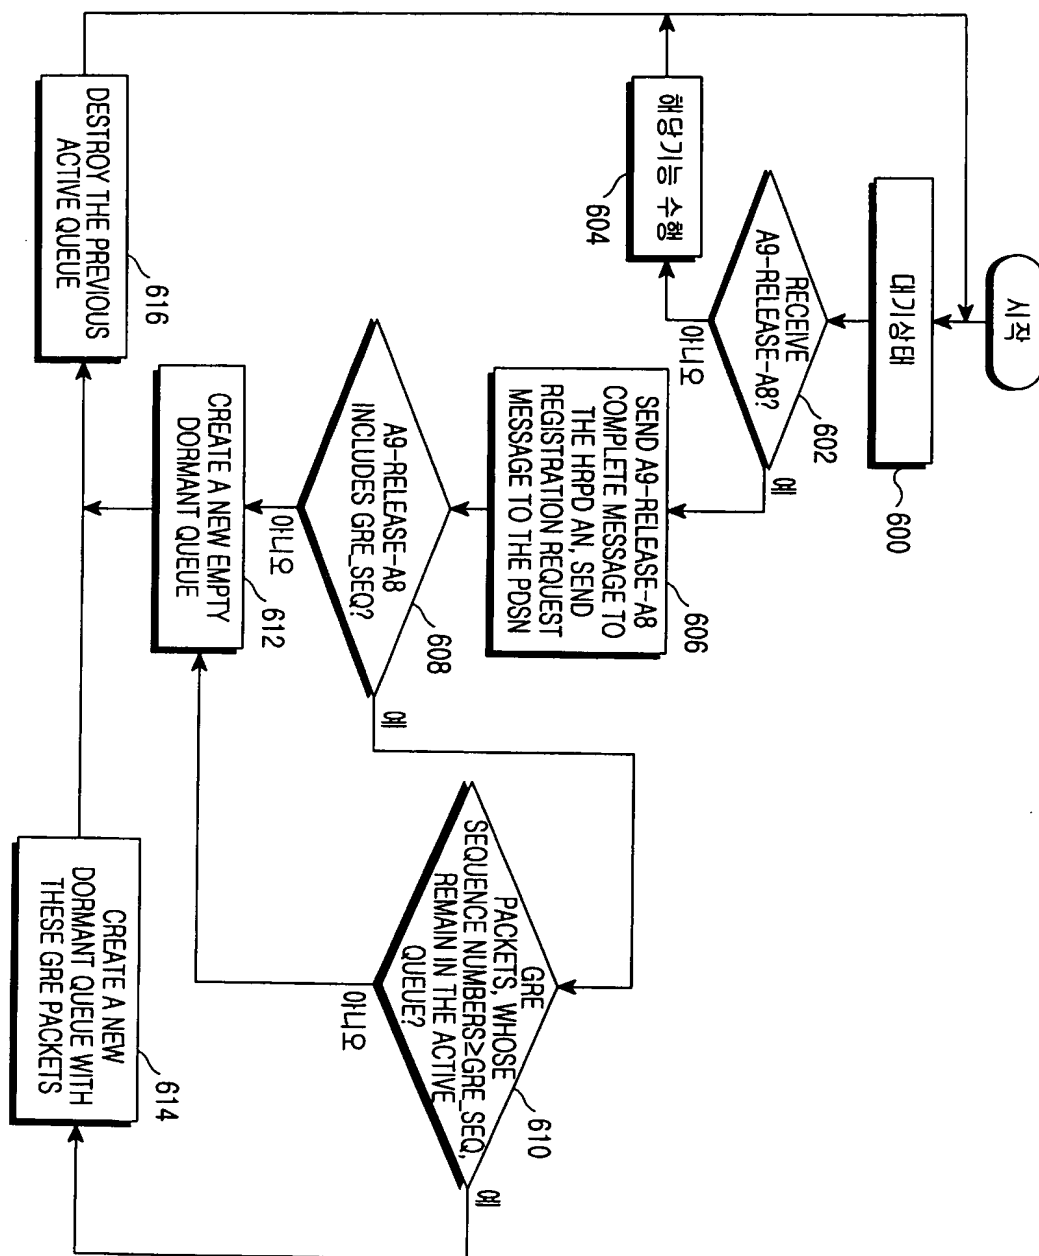 시작
대기상태
600
RECEIVE
A9-RELEASE-A8?
602
예
아니오
해당기능 수행
604
SEND A9-RELEASE-A8
COMPLETE MESSAGE TO
THE HRPD AN, SEND
REGISTRATION REQUEST
MESSAGE TO THE PDSN
606
A9-RELEASE-A8
INCLUDES GRE_SEQ?
608
예
아니오
GRE
PACKETS, WHOSE
SEQUENCE NUMBERS≥GRE_SEQ,
REMAIN IN THE ACTIVE
QUEUE?
610
예
아니오
CREATE A NEW EMPTY
DORMANT QUEUE
612
CREATE A NEW
DORMANT QUEUE WITH
THESE GRE PACKETS
614
DESTROY THE PREVIOUS
ACTIVE QUEUE
616